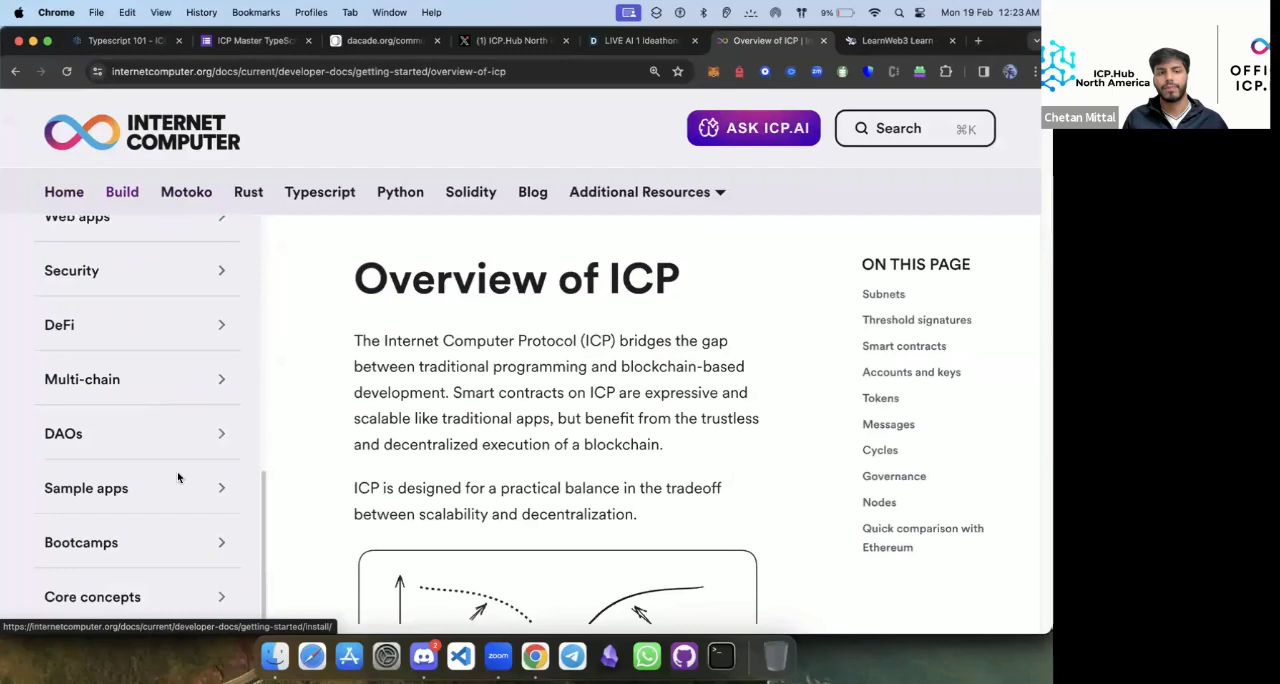 Chrome File Edit View History Bookmarks Profiles Tab Window Help 9% Mon 19 Feb 12:23 AM
Typescript 101 - IC
ICP Master TypeSc
dacade.org/comm
(1) ICP.Hub North
LIVE AI 1 Ideathon
Overview of ICP | In
LearnWeb3 Learn
internetcomputer.org/docs/current/developer-docs/getting-started/overview-of-icp
ICP.Hub
North America
OFFI
ICP.
Chetan Mittal
INTERNET
COMPUTER
ASK ICP.AI
Search ⌘K
Home Build Motoko Rust Typescript Python Solidity Blog Additional Resources
Web apps
Security
DeFi
Multi-chain
DAOs
Sample apps
Bootcamps
Core concepts
Overview of ICP
The Internet Computer Protocol (ICP) bridges the gap
between traditional programming and blockchain-based
development. Smart contracts on ICP are expressive and
scalable like traditional apps, but benefit from the trustless
and decentralized execution of a blockchain.
ICP is designed for a practical balance in the tradeoff
between scalability and decentralization.
ON THIS PAGE
Subnets
Threshold signatures
Smart contracts
Accounts and keys
Tokens
Messages
Cycles
Governance
Nodes
Quick comparison with
Ethereum
https://internetcomputer.org/docs/current/developer-docs/getting-started/install/
2
zoom